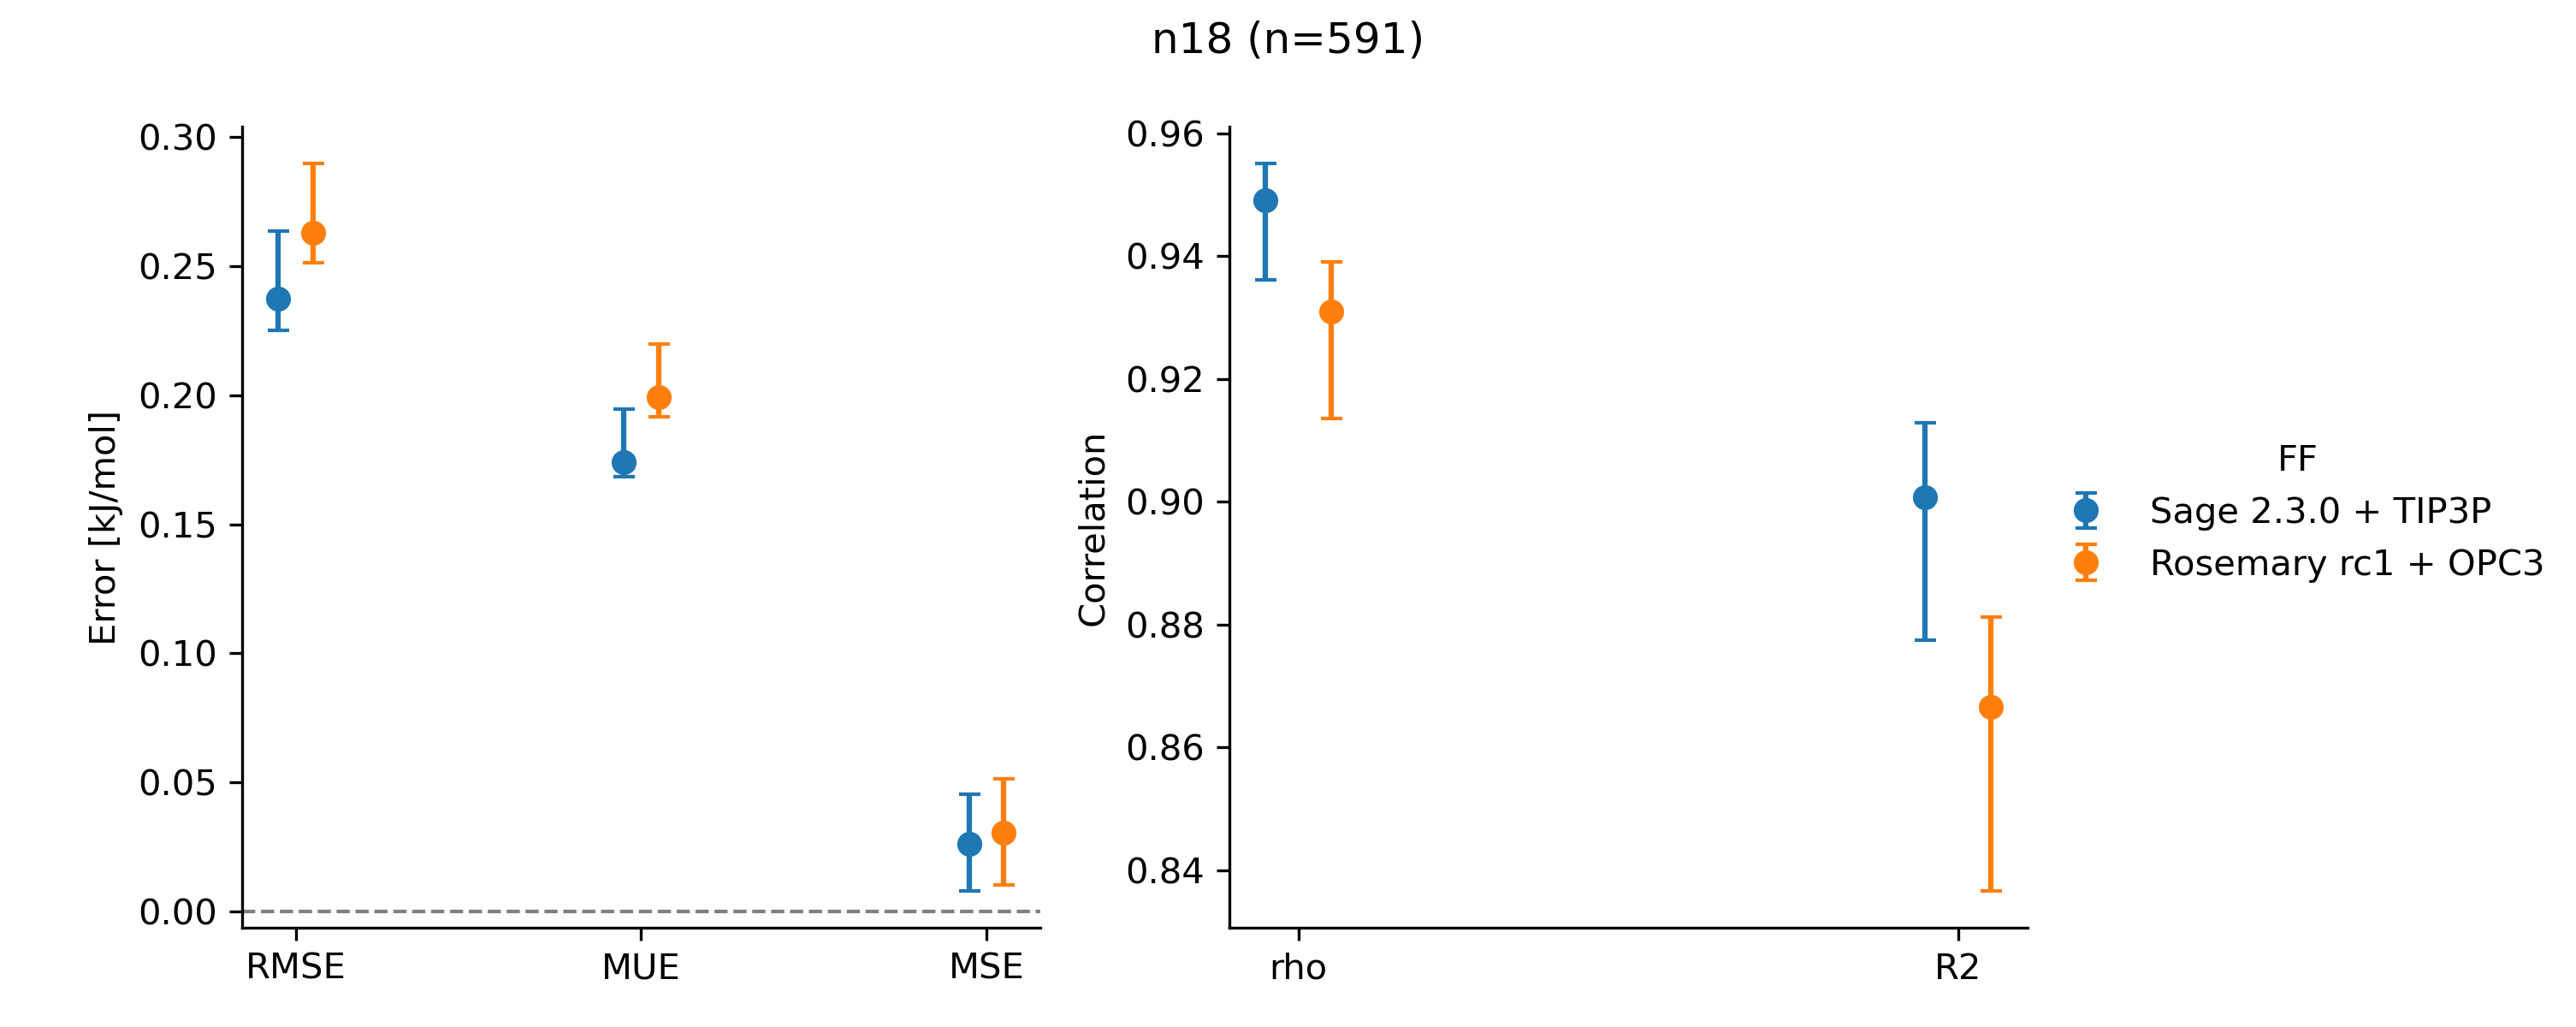 n18 (n=591)
Error [kJ/mol]
0.30
0.25
0.20
0.15
0.10
0.05
0.00
RMSE
MUE
MSE
Correlation
0.96
0.94
0.92
0.90
0.88
0.86
0.84
rho
R2
FF
Sage 2.3.0 + TIP3P
Rosemary rc1 + OPC3